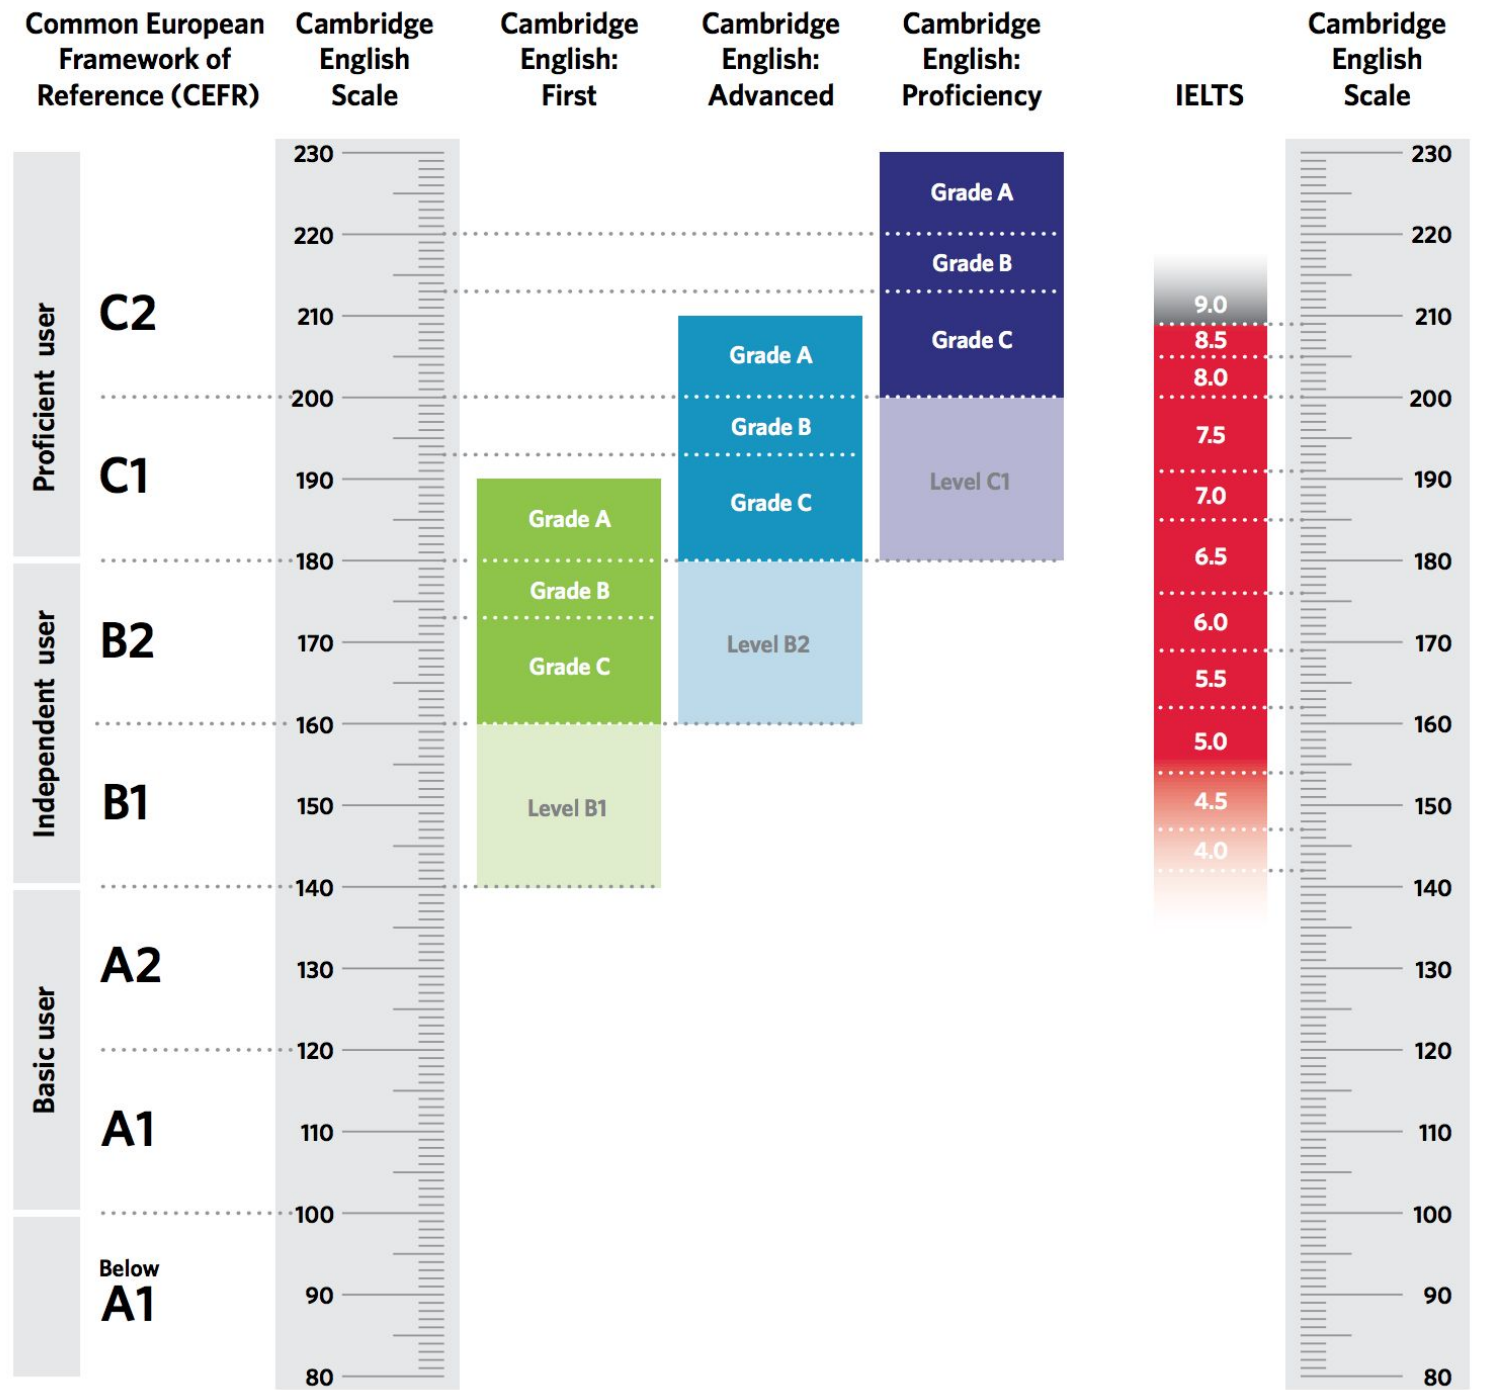 Common European
Framework of
Reference (CEFR)
Cambridge
English
Scale
Cambridge
English:
First
Cambridge
English:
Advanced
Cambridge
English:
Proficiency
IELTS
Cambridge
English
Scale
Proficient user
Independent user
Basic user
C2
C1
B2
B1
A2
A1
Below
A1
230
220
210
200
190
180
170
160
150
140
130
120
110
100
90
80
Grade A
Grade B
Grade C
Level B1
Grade A
Grade B
Grade C
Level B2
Grade A
Grade B
Grade C
Level C1
9.0
8.5
8.0
7.5
7.0
6.5
6.0
5.5
5.0
4.5
4.0
230
220
210
200
190
180
170
160
150
140
130
120
110
100
90
80